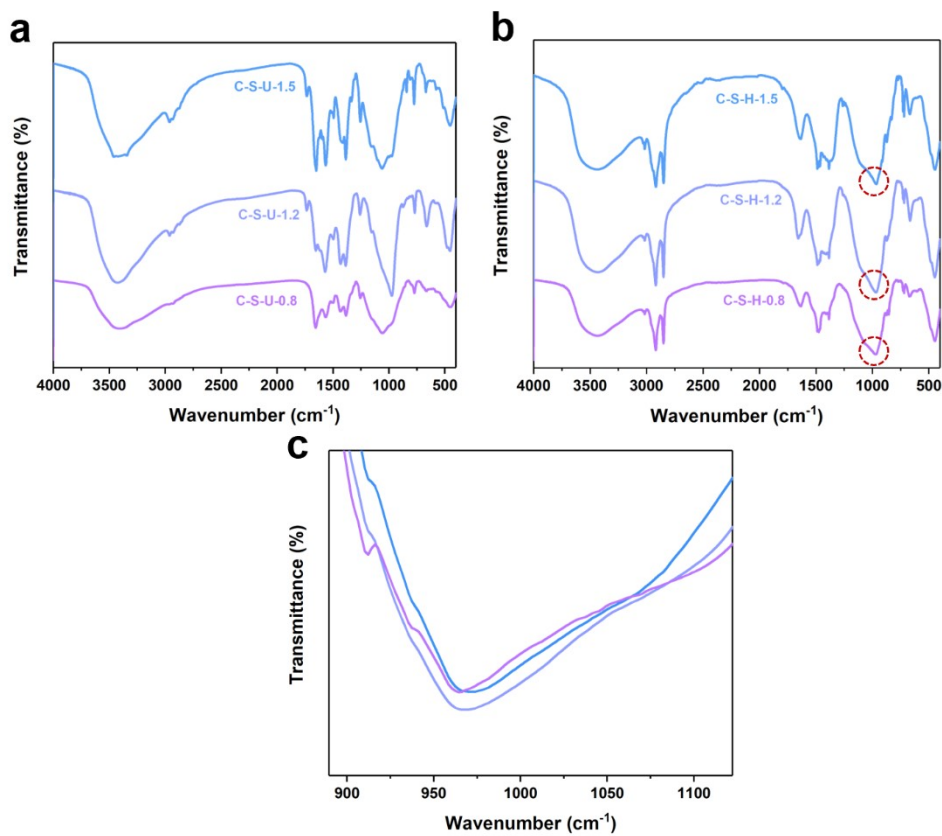 a
Transmittance (%)
C-S-U-1.5
C-S-U-1.2
C-S-U-0.8
4000 3500 3000 2500 2000 1500 1000 500
Wavenumber (cm⁻¹)
b
Transmittance (%)
C-S-H-1.5
C-S-H-1.2
C-S-H-0.8
4000 3500 3000 2500 2000 1500 1000 500
Wavenumber (cm⁻¹)
c
Transmittance (%)
900 950 1000 1050 1100
Wavenumber (cm⁻¹)